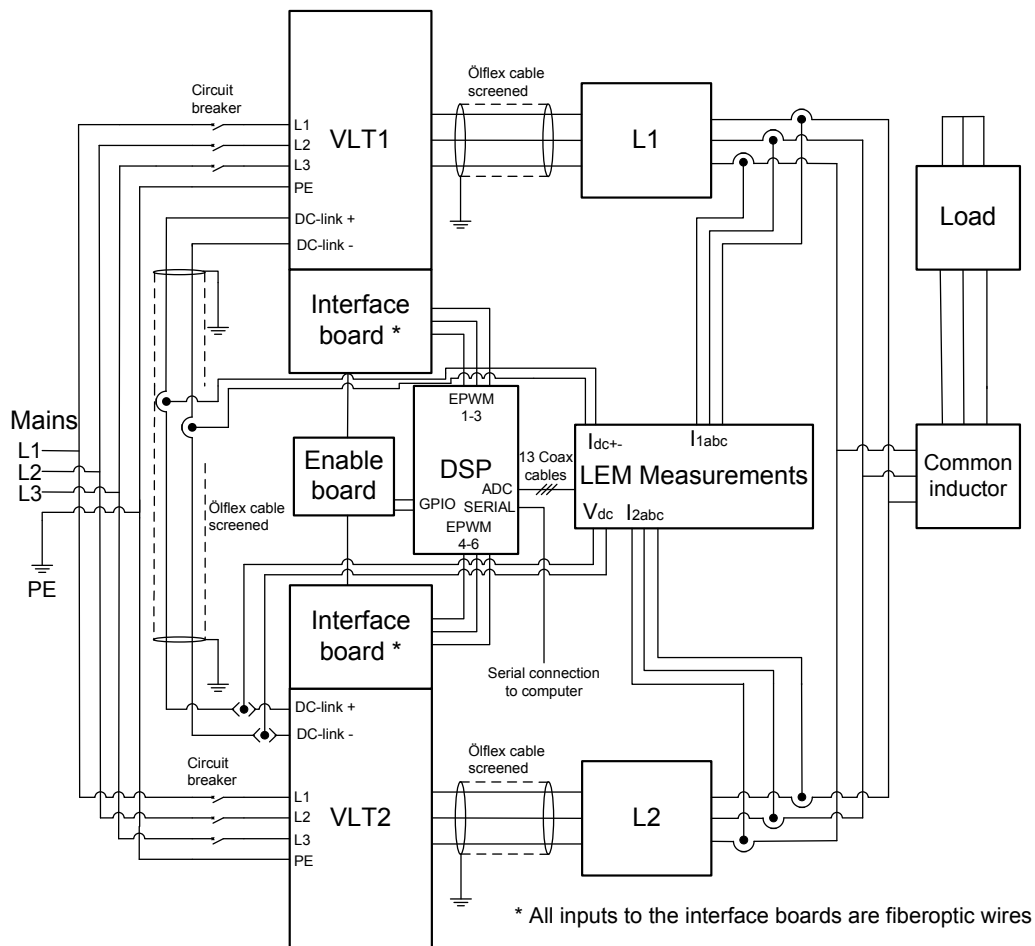 Circuit
breaker
L1
L2
L3
PE
DC-link +
DC-link -
VLT1
Ölflex cable
screened
L1
Load
Interface
board *
EPWM
1-3
DSP
ADC
GPIO
SERIAL
EPWM
4-6
Enable
board
13 Coax
cables
Idc+-
I1abc
LEM Measurements
Vdc
I2abc
Common
inductor
Mains
L1
L2
L3
PE
Ölflex cable
screened
Interface
board *
Serial connection
to computer
DC-link +
DC-link -
Circuit
breaker
L1
L2
L3
PE
VLT2
Ölflex cable
screened
L2
* All inputs to the interface boards are fiberoptic wires